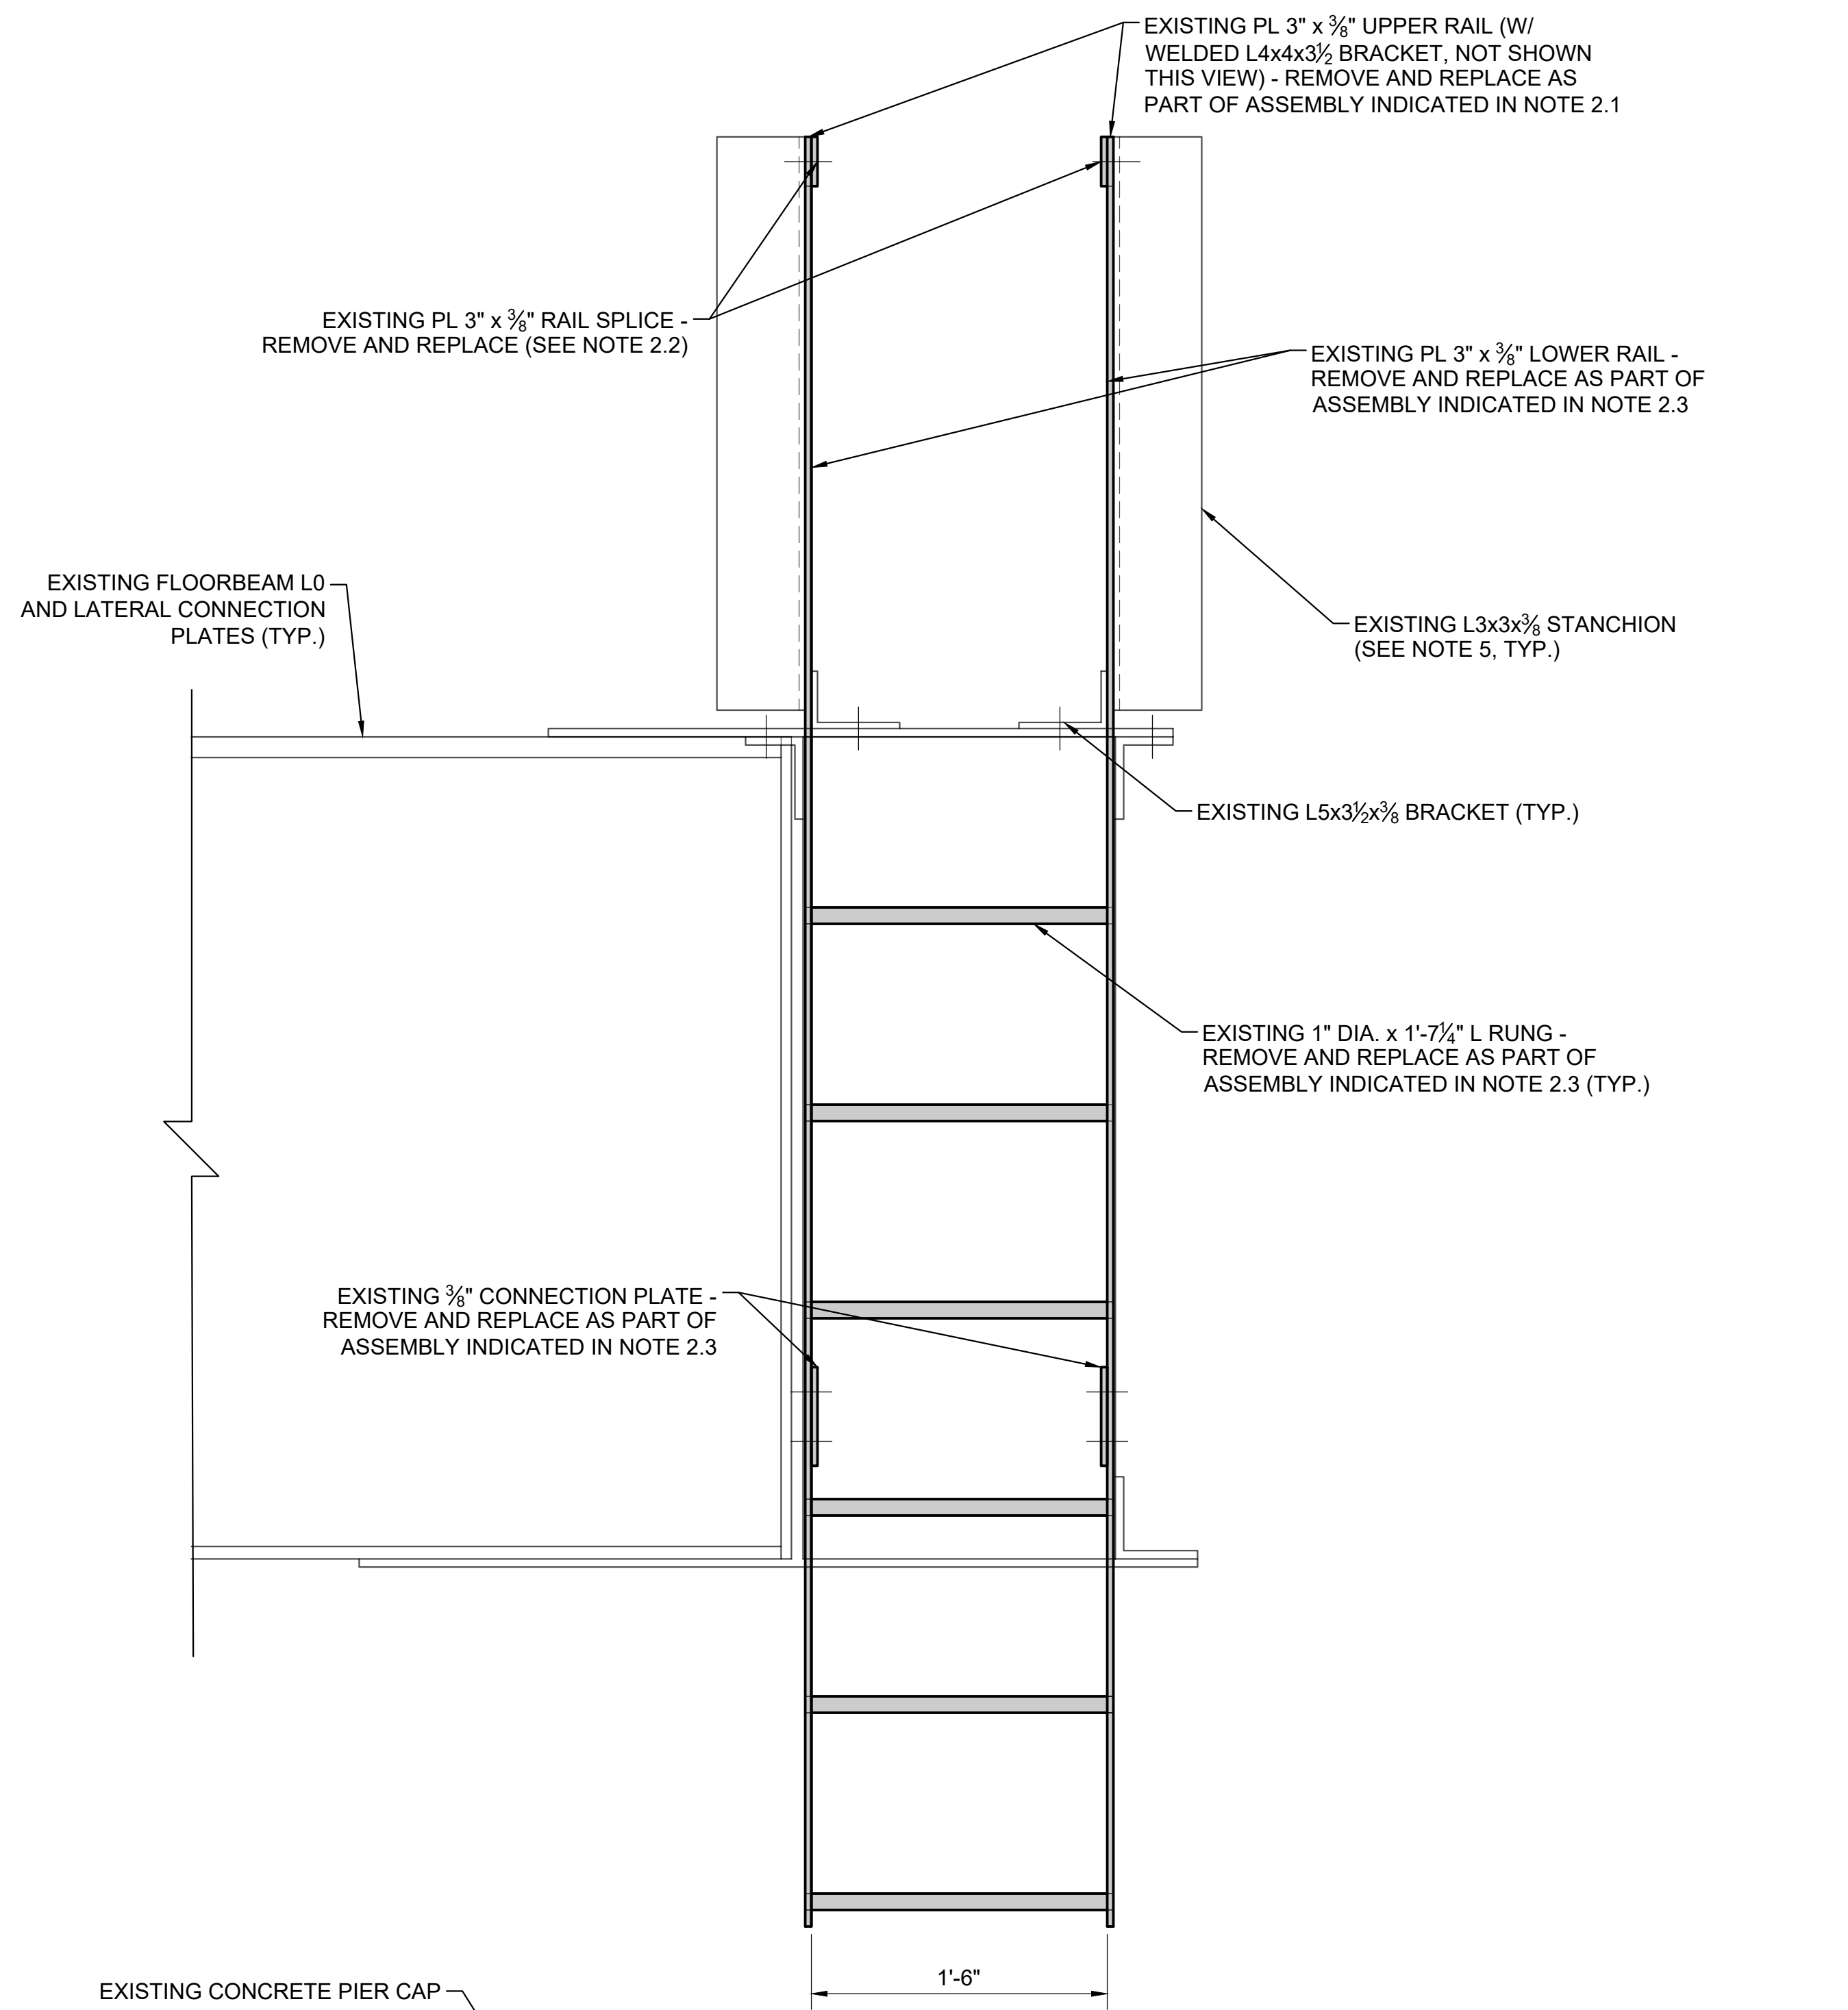 EXISTING PL 3" x 3⁄8" UPPER RAIL (W/
WELDED L4x4x3 1⁄2 BRACKET, NOT SHOWN
THIS VIEW) - REMOVE AND REPLACE AS
PART OF ASSEMBLY INDICATED IN NOTE 2.1
EXISTING PL 3" x 3⁄8" RAIL SPLICE -
REMOVE AND REPLACE (SEE NOTE 2.2)
EXISTING PL 3" x 3⁄8" LOWER RAIL -
REMOVE AND REPLACE AS PART OF
ASSEMBLY INDICATED IN NOTE 2.3
EXISTING FLOORBEAM L0
AND LATERAL CONNECTION
PLATES (TYP.)
EXISTING L3x3x3⁄8 STANCHION
(SEE NOTE 5, TYP.)
EXISTING L5x3 1⁄2x3⁄8 BRACKET (TYP.)
EXISTING 1" DIA. x 1'-7 1⁄4" L RUNG -
REMOVE AND REPLACE AS PART OF
ASSEMBLY INDICATED IN NOTE 2.3 (TYP.)
EXISTING 3⁄8" CONNECTION PLATE -
REMOVE AND REPLACE AS PART OF
ASSEMBLY INDICATED IN NOTE 2.3
1'-6"
EXISTING CONCRETE PIER CAP